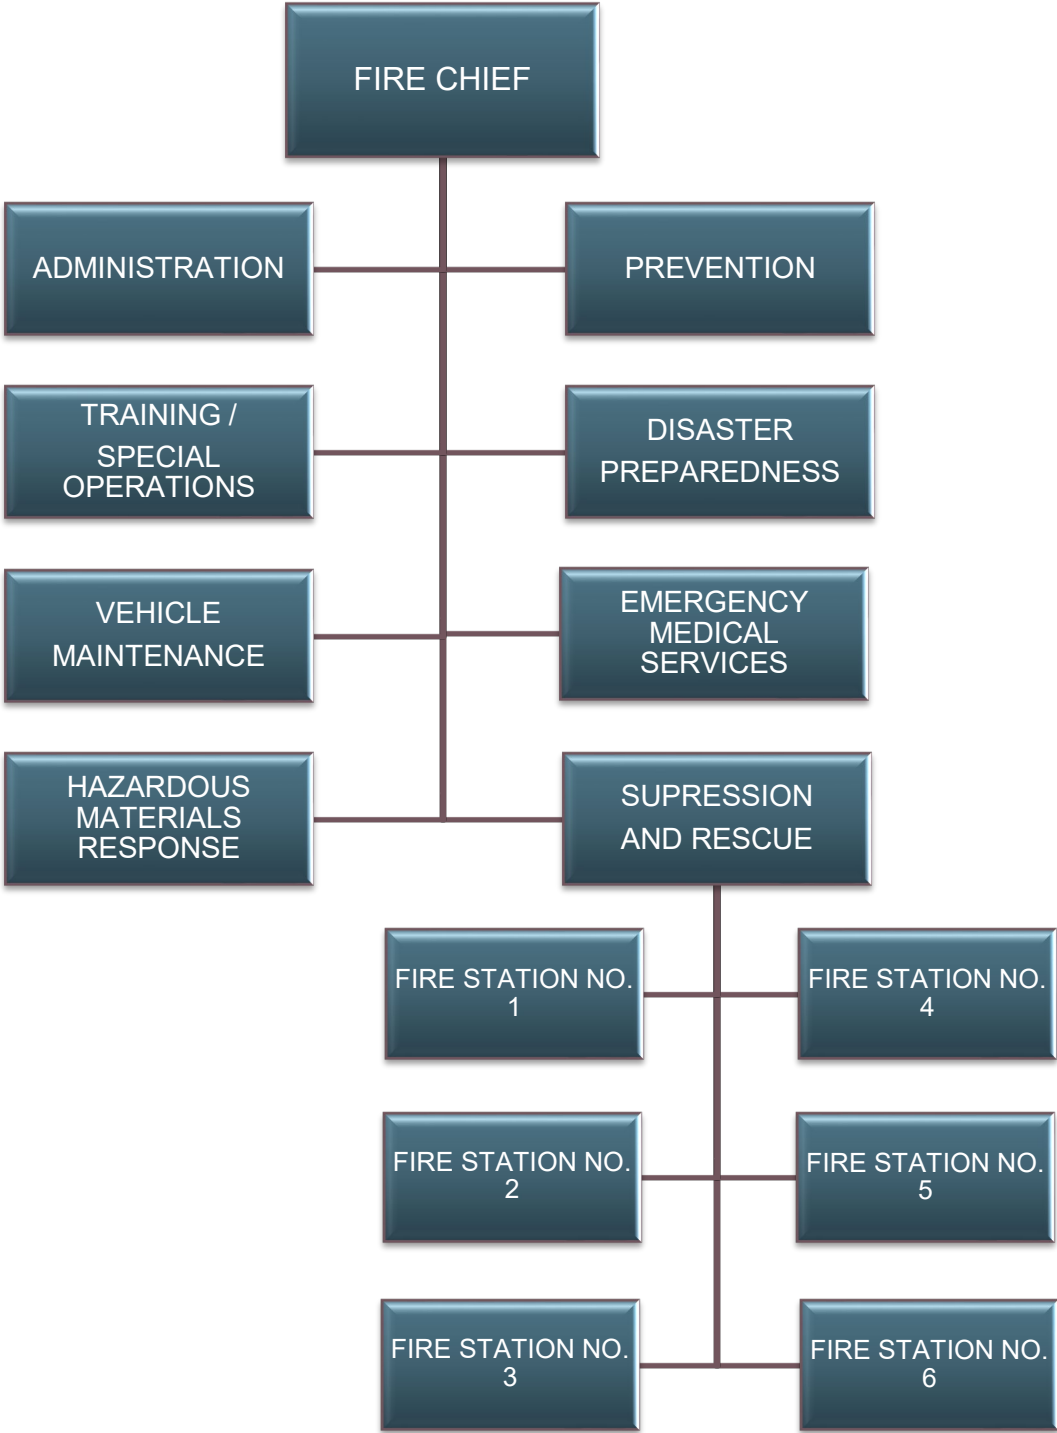 FIRE CHIEF
ADMINISTRATION
PREVENTION
TRAINING /
SPECIAL
OPERATIONS
DISASTER
PREPAREDNESS
VEHICLE
MAINTENANCE
EMERGENCY
MEDICAL
SERVICES
HAZARDOUS
MATERIALS
RESPONSE
SUPRESSION
AND RESCUE
FIRE STATION NO.
1
FIRE STATION NO.
4
FIRE STATION NO.
2
FIRE STATION NO.
5
FIRE STATION NO.
3
FIRE STATION NO.
6